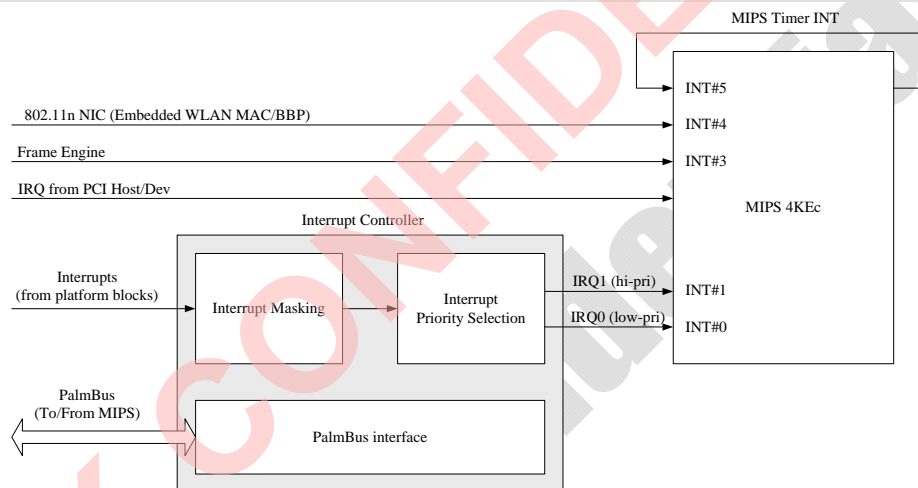 MIPS Timer INT
INT#5
802.11n NIC (Embedded WLAN MAC/BBP)
INT#4
Frame Engine
INT#3
IRQ from PCI Host/Dev
MIPS 4KEc
Interrupt Controller
Interrupts
(from platform blocks)
Interrupt Masking
Interrupt
Priority Selection
IRQ1 (hi-pri)
INT#1
IRQ0 (low-pri)
INT#0
PalmBus
(To/From MIPS)
PalmBus interface
CONFIDE